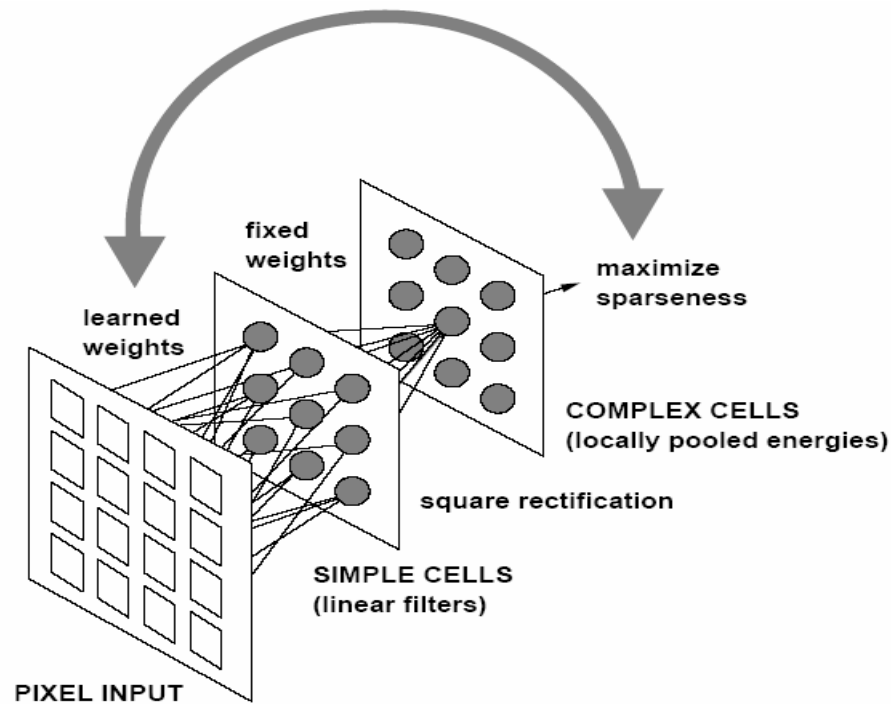 fixed
weights
maximize
sparseness
learned
weights
COMPLEX CELLS
(locally pooled energies)
square rectification
SIMPLE CELLS
(linear filters)
PIXEL INPUT